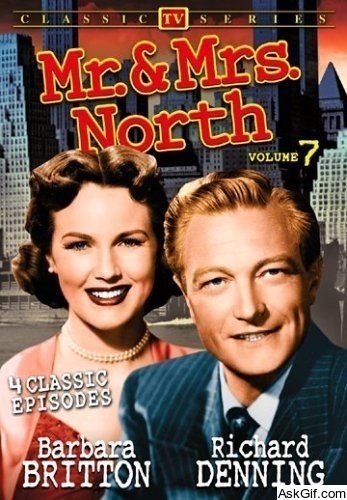 CLASSIC TV SERIES
Mr. & Mrs.
North
VOLUME 7
4 CLASSIC
EPISODES
Barbara
BRITTON
Richard
DENNING
AskGif.com